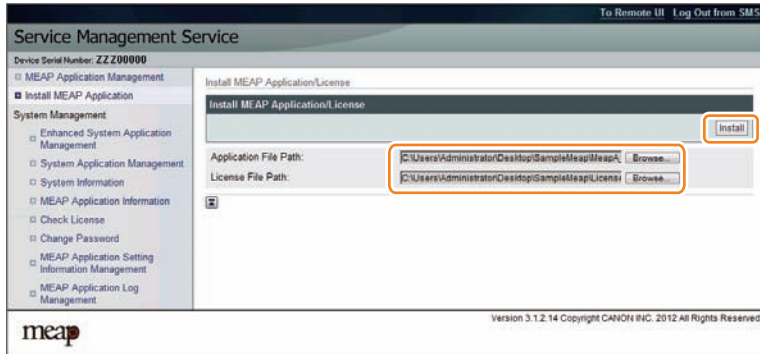 To Remote UI Log Out from SMS
Service Management Service
Device Serial Number: ZZZ00000
MEAP Application Management
Install MEAP Application
System Management
Enhanced System Application
Management
System Application Management
System Information
MEAP Application Information
Check License
Change Password
MEAP Application Setting
Information Management
MEAP Application Log
Management
Install MEAP Application/License
Install MEAP Application/License
Install
Application File Path: C:\Users\Administrator\Desktop\SampleMeap\MeapA Browse...
License File Path: C:\Users\Administrator\Desktop\SampleMeap\License Browse...
Version 3.1.2.14 Copyright CANON INC. 2012 All Rights Reserved
meap